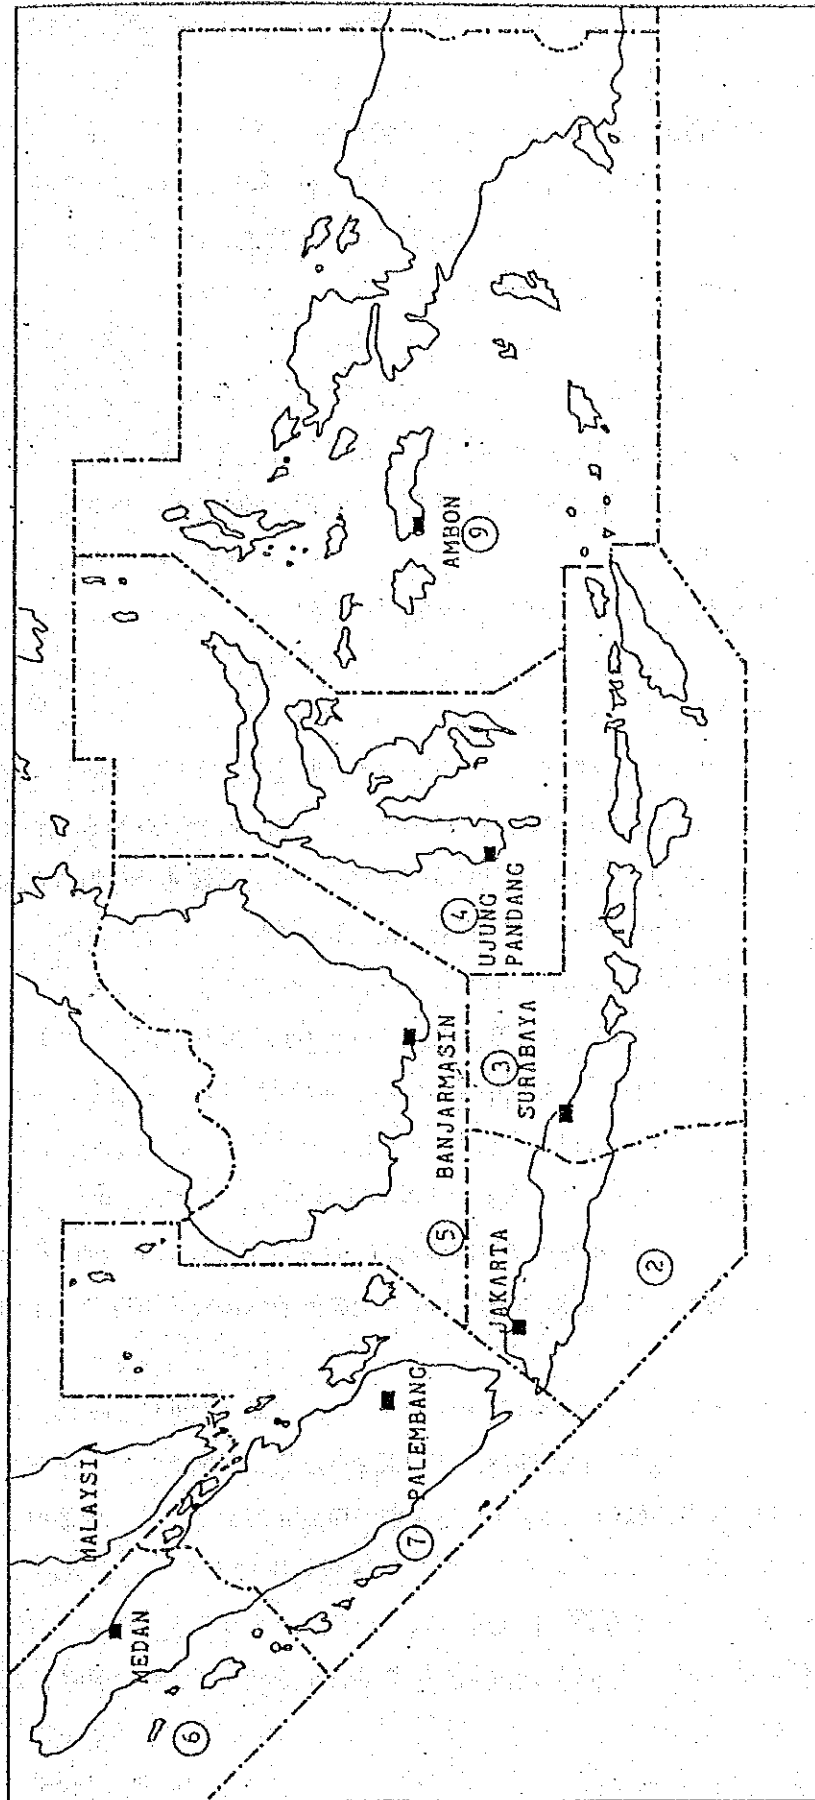 MALAYSIA
MEDAN
6
7
PALEMBANG
JAKARTA
2
5
BANJARMASIN
3
SURABAYA
4
UJUNG
PANDANG
AMBON
9